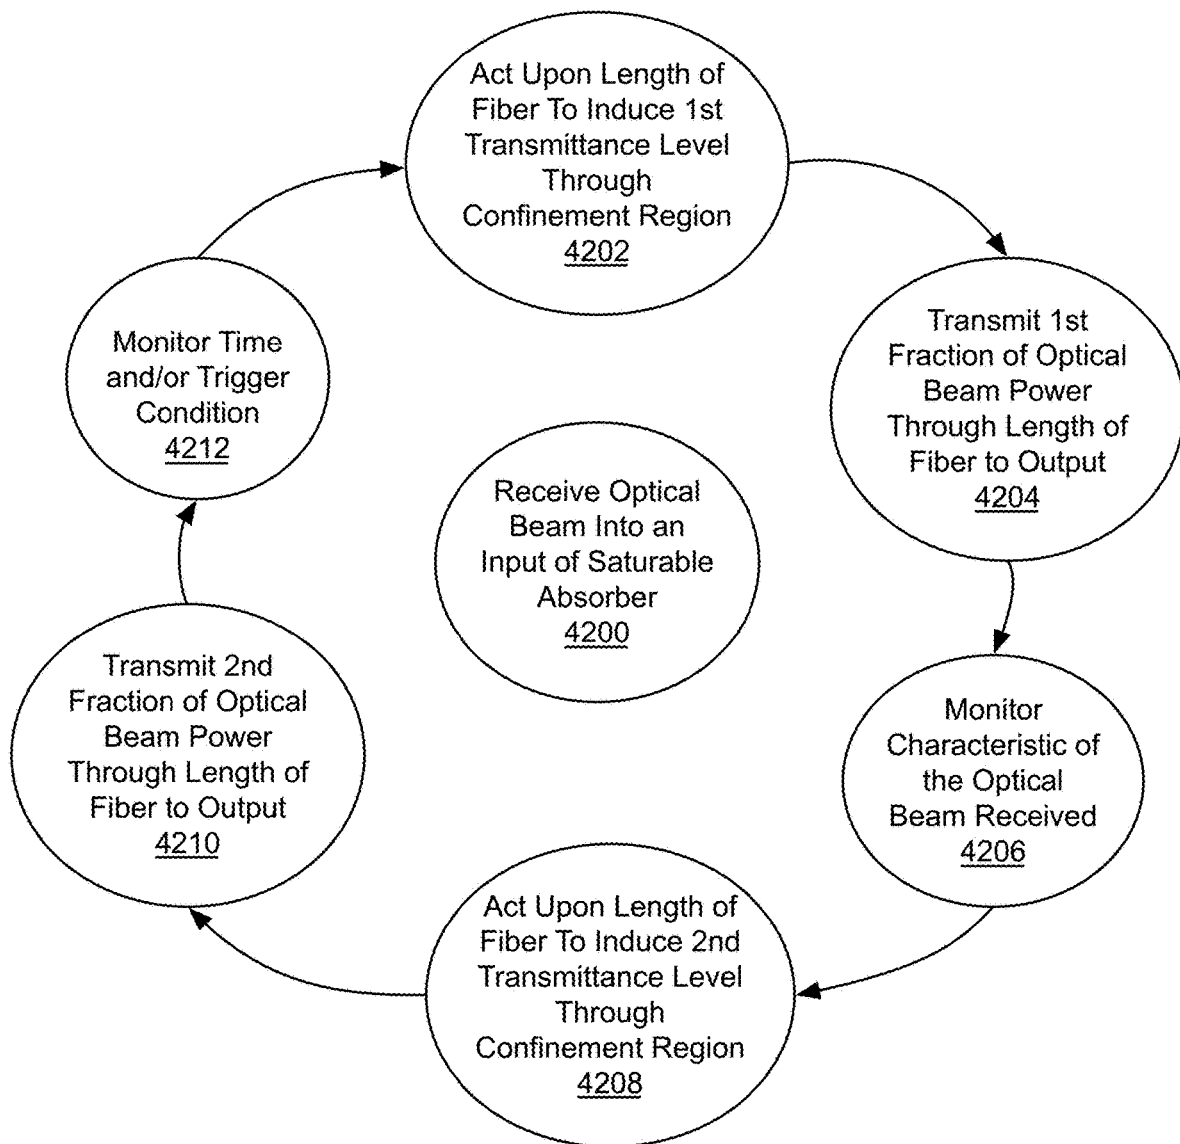 Act Upon Length of
Fiber To Induce 1st
Transmittance Level
Through
Confinement Region
4202
Transmit 1st
Fraction of Optical
Beam Power
Through Length of
Fiber to Output
4204
Monitor
Characteristic of
the Optical
Beam Received
4206
Act Upon Length of
Fiber To Induce 2nd
Transmittance Level
Through
Confinement Region
4208
Transmit 2nd
Fraction of Optical
Beam Power
Through Length of
Fiber to Output
4210
Monitor Time
and/or Trigger
Condition
4212
Receive Optical
Beam Into an
Input of Saturable
Absorber
4200